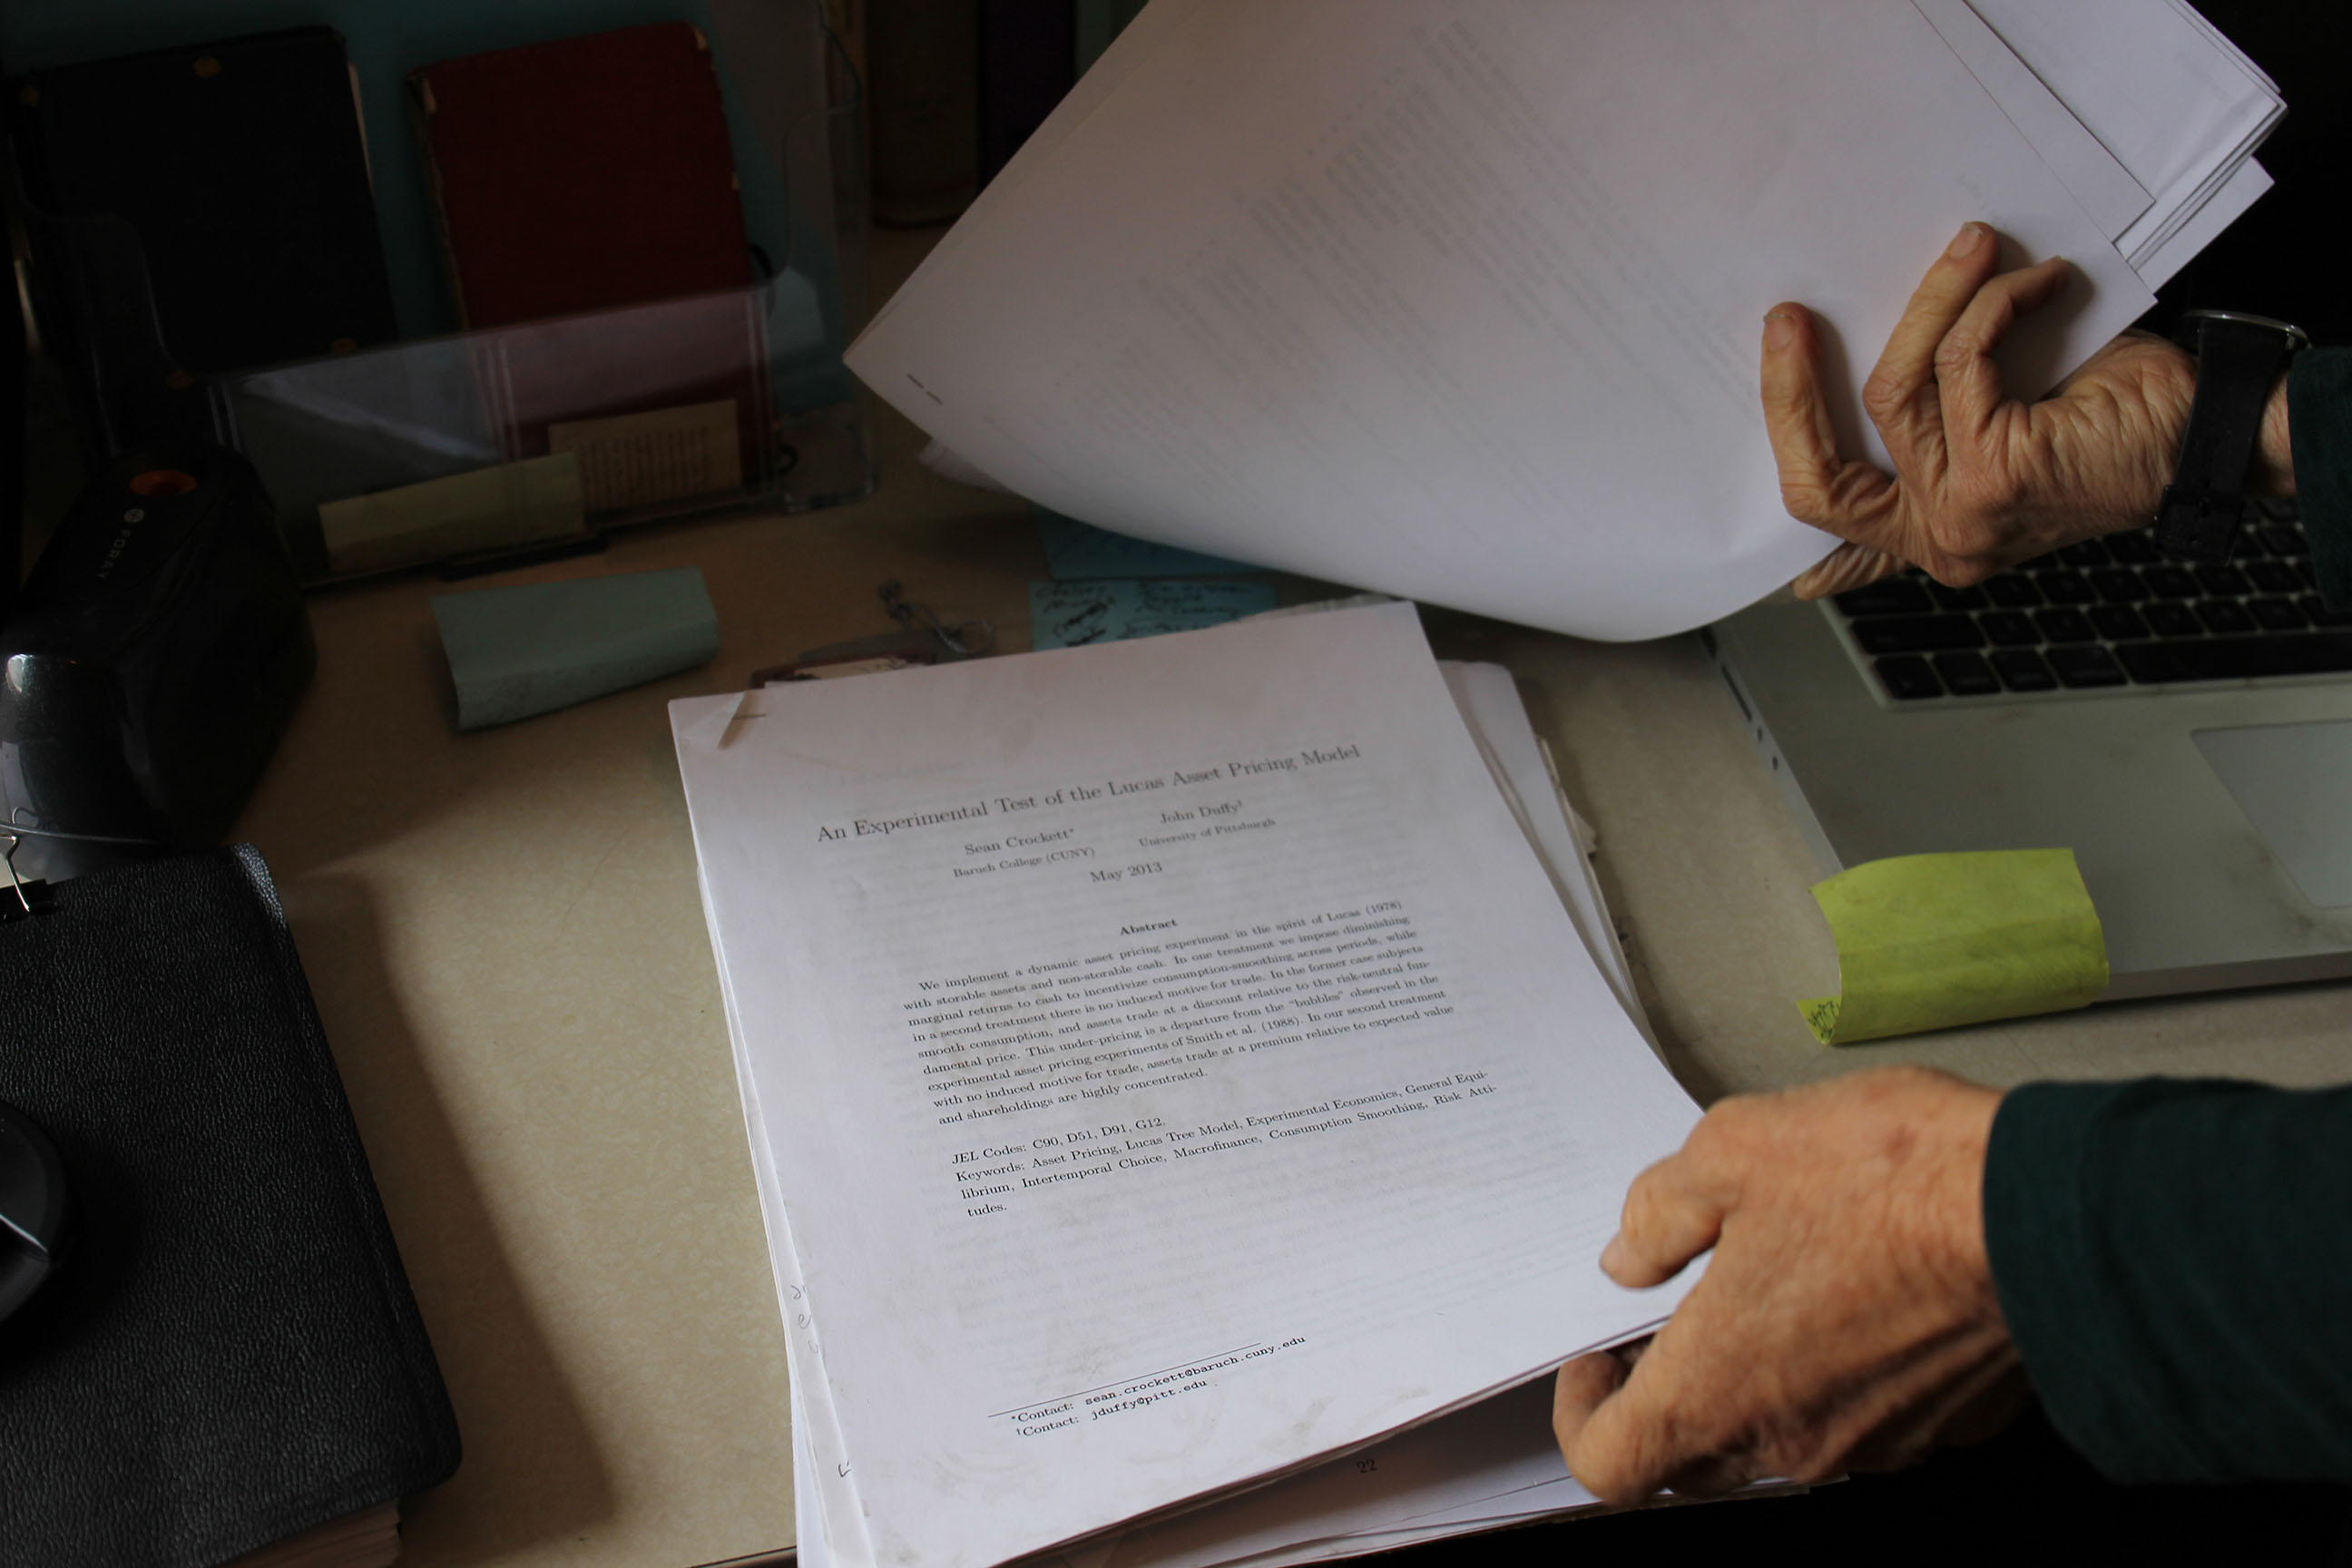 FORAY
An Experimental Test of the Lucas Asset Pricing Model
Sean Crockett* John Duffy†
Baruch College (CUNY) University of Pittsburgh
May 2013
Abstract
We implement a dynamic asset pricing experiment in the spirit of Lucas (1978)
with storable assets and non-storable cash. In one treatment we impose diminishing
marginal returns to cash to incentivize consumption-smoothing across periods, while
in a second treatment there is no induced motive for trade. In the former case subjects
smooth consumption, and assets trade at a discount relative to the risk-neutral fun-
damental price. This under-pricing is a departure from the “bubbles” observed in the
experimental asset pricing experiments of Smith et al. (1988). In our second treatment
with no induced motive for trade, assets trade at a premium relative to expected value
and shareholdings are highly concentrated.
JEL Codes: C90, D51, D91, G12.
Keywords: Asset Pricing, Lucas Tree Model, Experimental Economics, General Equi-
librium, Intertemporal Choice, Macrofinance, Consumption Smoothing, Risk Atti-
tudes.
*Contact: sean.crockett@baruch.cuny.edu
†Contact: jduffy@pitt.edu
22